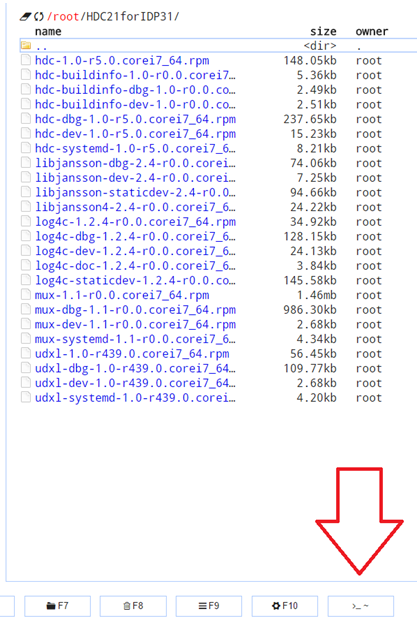 /root/HDC21forIDP31/
name size owner
.. <dir> .
hdc-1.0-r5.0.corei7_64.rpm 148.05kb root
hdc-buildinfo-1.0-r0.0.corei7… 5.36kb root
hdc-buildinfo-dbg-1.0-r0.0.co… 2.49kb root
hdc-buildinfo-dev-1.0-r0.0.co… 2.51kb root
hdc-dbg-1.0-r5.0.corei7_64.rpm 237.65kb root
hdc-dev-1.0-r5.0.corei7_64.rpm 15.23kb root
hdc-systemd-1.0-r5.0.corei7_6… 8.21kb root
libjansson-dbg-2.4-r0.0.corei… 74.06kb root
libjansson-dev-2.4-r0.0.corei… 7.25kb root
libjansson-staticdev-2.4-r0.0… 94.66kb root
libjansson4-2.4-r0.0.corei7_6… 24.22kb root
log4c-1.2.4-r0.0.corei7_64.rpm 34.92kb root
log4c-dbg-1.2.4-r0.0.corei7_6… 128.15kb root
log4c-dev-1.2.4-r0.0.corei7_6… 24.13kb root
log4c-doc-1.2.4-r0.0.corei7_6… 3.84kb root
log4c-staticdev-1.2.4-r0.0.co… 145.58kb root
mux-1.1-r0.0.corei7_64.rpm 1.46mb root
mux-dbg-1.1-r0.0.corei7_64.rpm 986.30kb root
mux-dev-1.1-r0.0.corei7_64.rpm 2.68kb root
mux-systemd-1.1-r0.0.corei7_6… 4.34kb root
udxl-1.0-r439.0.corei7_64.rpm 56.45kb root
udxl-dbg-1.0-r439.0.corei7_64… 109.77kb root
udxl-dev-1.0-r439.0.corei7_64… 2.68kb root
udxl-systemd-1.0-r439.0.corei… 4.20kb root
F7 F8 F9 F10 >_ ~